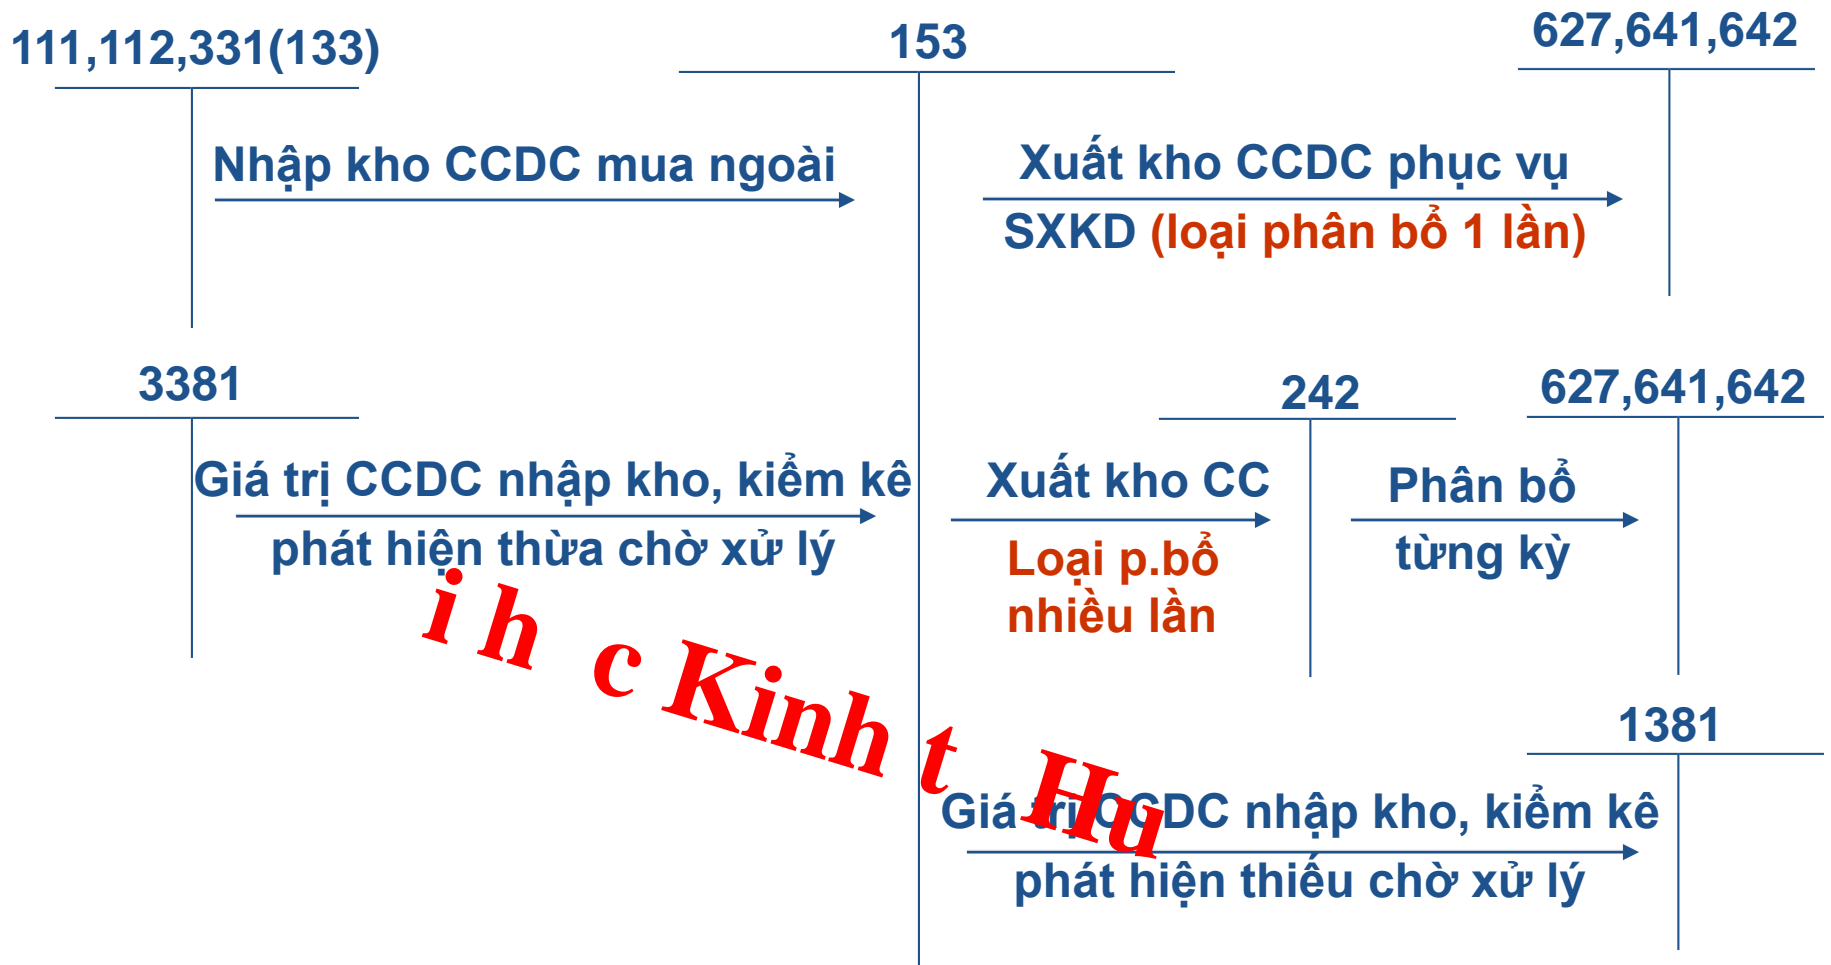 111,112,331(133)
153
627,641,642
Nhập kho CCDC mua ngoài
Xuất kho CCDC phục vụ
SXKD (loại phân bổ 1 lần)
3381
242
627,641,642
Giá trị CCDC nhập kho, kiểm kê
phát hiện thừa chờ xử lý
Xuất kho CC
Loại p.bổ
nhiều lần
Phân bổ
từng kỳ
i h c Kinh t Hu
1381
Giá trị CCDC nhập kho, kiểm kê
phát hiện thiếu chờ xử lý